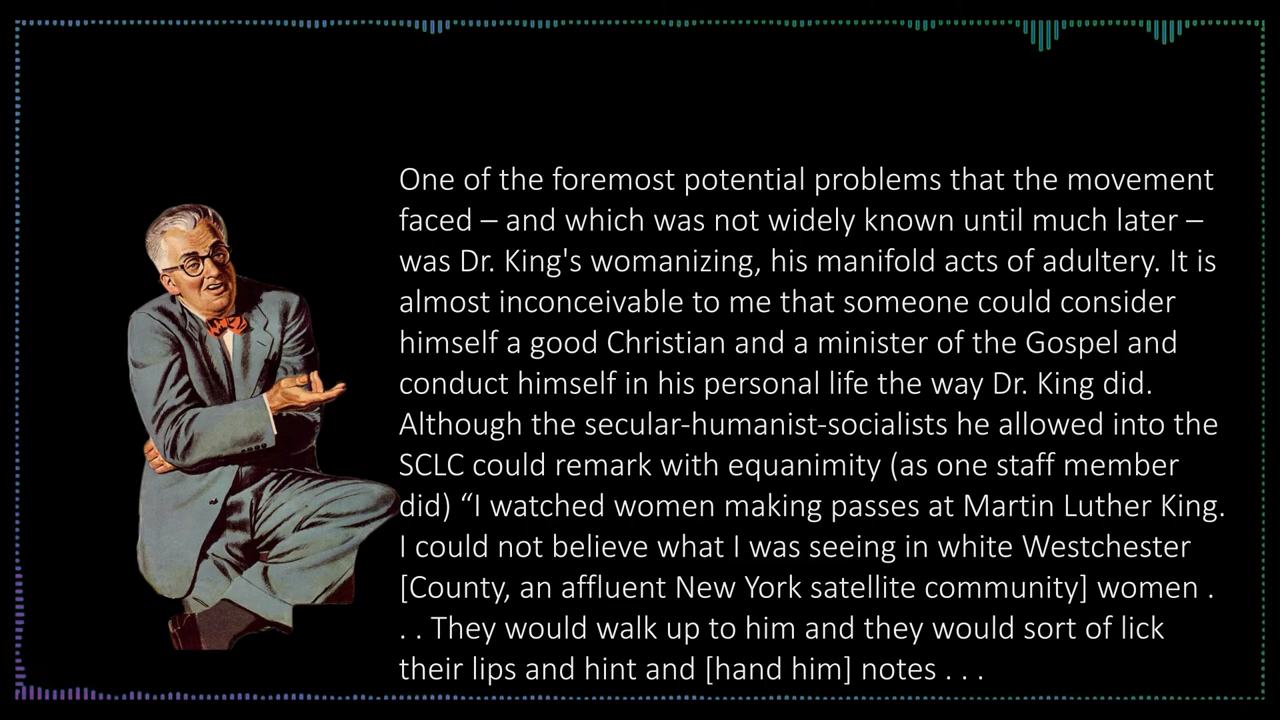 One of the foremost potential problems that the movement
faced – and which was not widely known until much later –
was Dr. King's womanizing, his manifold acts of adultery. It is
almost inconceivable to me that someone could consider
himself a good Christian and a minister of the Gospel and
conduct himself in his personal life the way Dr. King did.
Although the secular-humanist-socialists he allowed into the
SCLC could remark with equanimity (as one staff member
did) “I watched women making passes at Martin Luther King.
I could not believe what I was seeing in white Westchester
[County, an affluent New York satellite community] women .
. . They would walk up to him and they would sort of lick
their lips and hint and [hand him] notes . . .